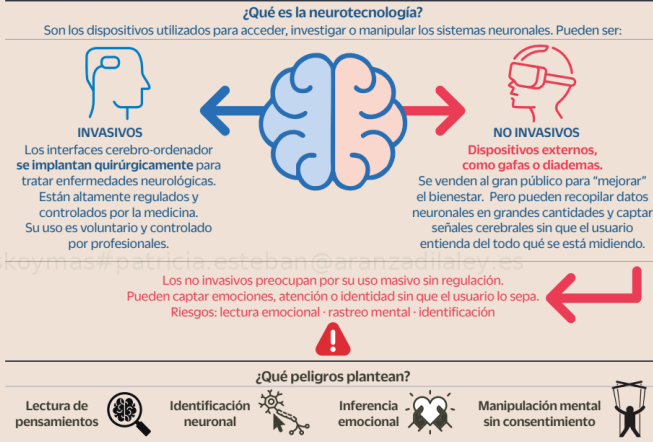 ¿Qué es la neurotecnología?
Son los dispositivos utilizados para acceder, investigar o manipular los sistemas neuronales. Pueden ser:
INVASIVOS
Los interfaces cerebro-ordenador
se implantan quirúrgicamente para
tratar enfermedades neurológicas.
Están altamente regulados y
controlados por la medicina.
Su uso es voluntario y controlado
por profesionales.
NO INVASIVOS
Dispositivos externos,
como gafas o diademas.
Se venden al gran público para "mejorar"
el bienestar. Pero pueden recopilar datos
neuronales en grandes cantidades y captar
señales cerebrales sin que el usuario
entienda del todo qué se está midiendo.
koymas#patricia.esteban@aranzadilaley.es
Los no invasivos preocupan por su uso masivo sin regulación.
Pueden captar emociones, atención o identidad sin que el usuario lo sepa.
Riesgos: lectura emocional · rastreo mental · identificación
¿Qué peligros plantean?
Lectura de
pensamientos
Identificación
neuronal
Inferencia
emocional
Manipulación mental
sin consentimiento